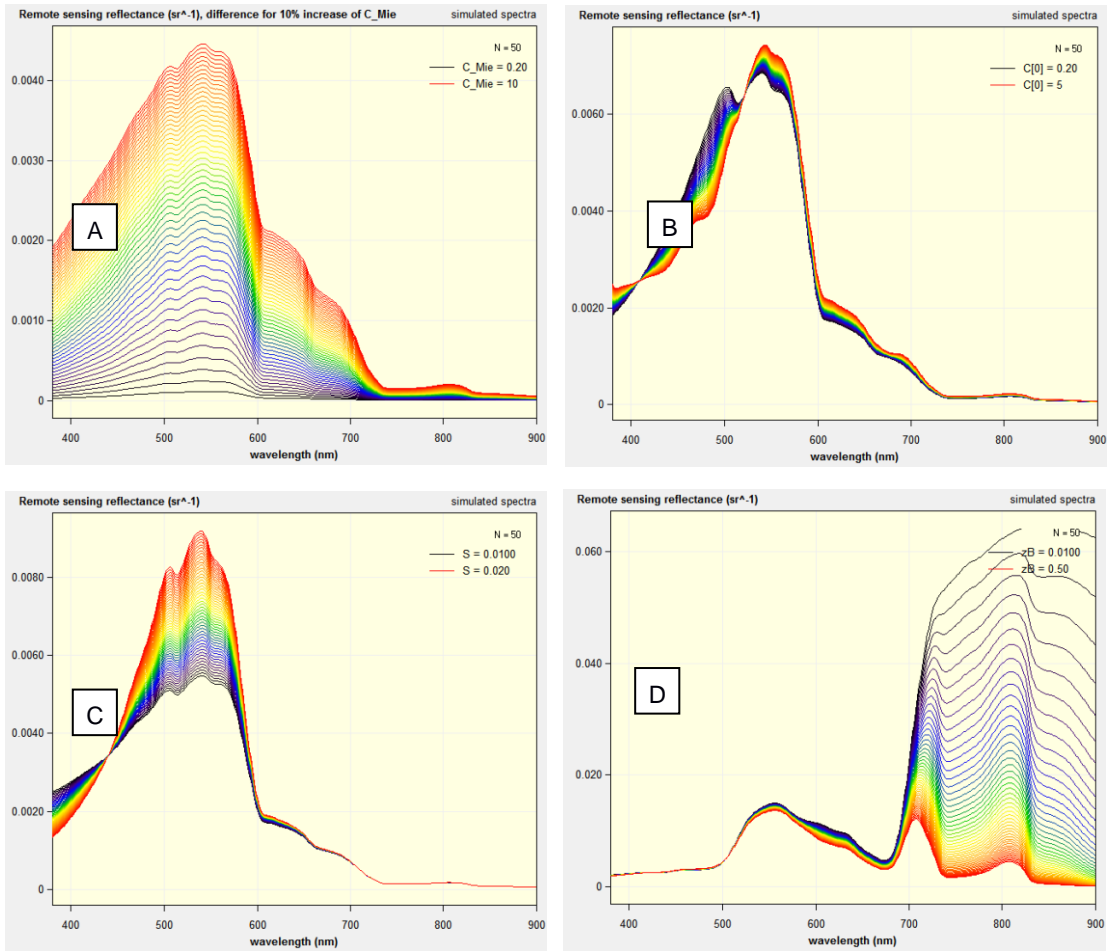 Remote sensing reflectance (sr^-1), difference for 10% increase of C_Mie simulated spectra
N = 50
C_Mie = 0.20
C_Mie = 10
0.0040
0.0030
0.0020
0.0010
0
A
400 500 600 700 800 900
wavelength (nm)
Remote sensing reflectance (sr^-1) simulated spectra
N = 50
C[0] = 0.20
C[0] = 5
0.0060
0.0040
0.0020
0
B
400 500 600 700 800 900
wavelength (nm)
Remote sensing reflectance (sr^-1) simulated spectra
N = 50
S = 0.0100
S = 0.020
0.0080
0.0060
0.0040
0.0020
0
C
400 500 600 700 800 900
wavelength (nm)
Remote sensing reflectance (sr^-1) simulated spectra
N = 50
zB = 0.0100
zB = 0.50
0.060
0.040
0.020
0
D
400 500 600 700 800 900
wavelength (nm)